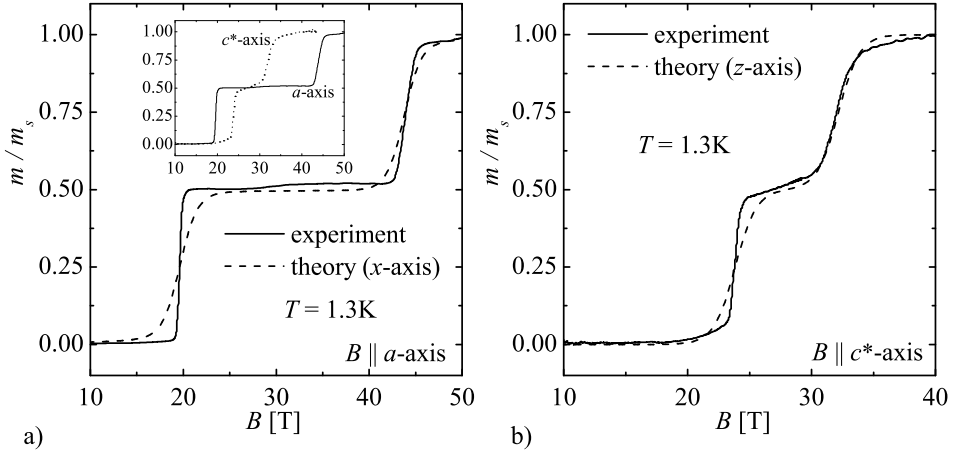 1.00
0.75
0.50
0.25
0.00
m / mₛ
10
20
30
40
50
B [T]
a)
1.00
0.75
0.50
0.25
0.00
10
20
30
40
50
c*-axis
a-axis
experiment
theory (x-axis)
T = 1.3K
B || a-axis
1.00
0.75
0.50
0.25
0.00
m / mₛ
10
20
30
40
B [T]
b)
experiment
theory (z-axis)
T = 1.3K
B || c*-axis